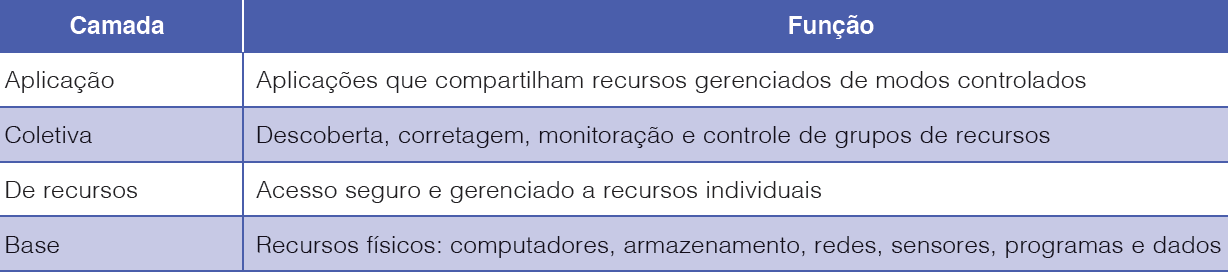 Camada Função
Aplicação Aplicações que compartilham recursos gerenciados de modos controlados
Coletiva Descoberta, corretagem, monitoração e controle de grupos de recursos
De recursos Acesso seguro e gerenciado a recursos individuais
Base Recursos físicos: computadores, armazenamento, redes, sensores, programas e dados